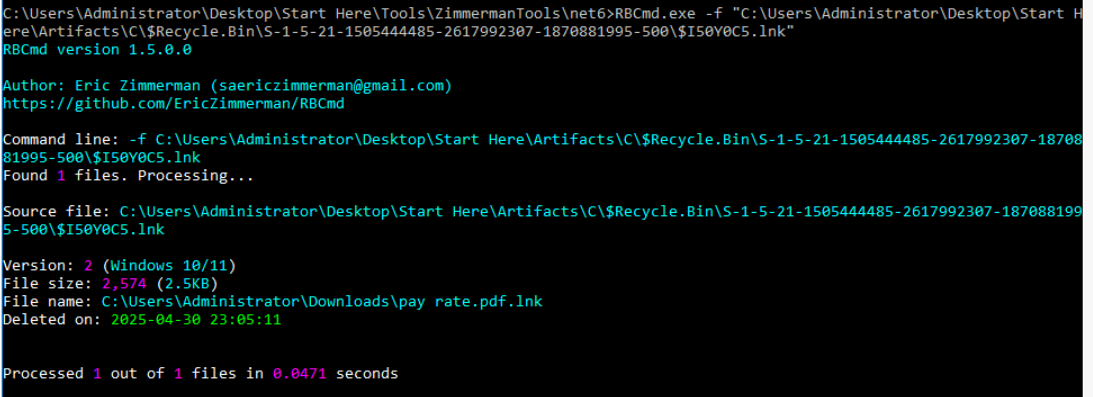 C:\Users\Administrator\Desktop\Start Here\Tools\ZimmermanTools\net6>RBCmd.exe -f "C:\Users\Administrator\Desktop\Start H
ere\Artifacts\C\$Recycle.Bin\S-1-5-21-1505444485-2617992307-1870881995-500\$I50Y0C5.lnk"
RBCmd version 1.5.0.0
Author: Eric Zimmerman (saericzimmerman@gmail.com)
https://github.com/EricZimmerman/RBCmd
Command line: -f C:\Users\Administrator\Desktop\Start Here\Artifacts\C\$Recycle.Bin\S-1-5-21-1505444485-2617992307-18708
81995-500\$I50Y0C5.lnk
Found 1 files. Processing...
Source file: C:\Users\Administrator\Desktop\Start Here\Artifacts\C\$Recycle.Bin\S-1-5-21-1505444485-2617992307-187088199
5-500\$I50Y0C5.lnk
Version: 2 (Windows 10/11)
File size: 2,574 (2.5KB)
File name: C:\Users\Administrator\Downloads\pay rate.pdf.lnk
Deleted on: 2025-04-30 23:05:11
Processed 1 out of 1 files in 0.0471 seconds